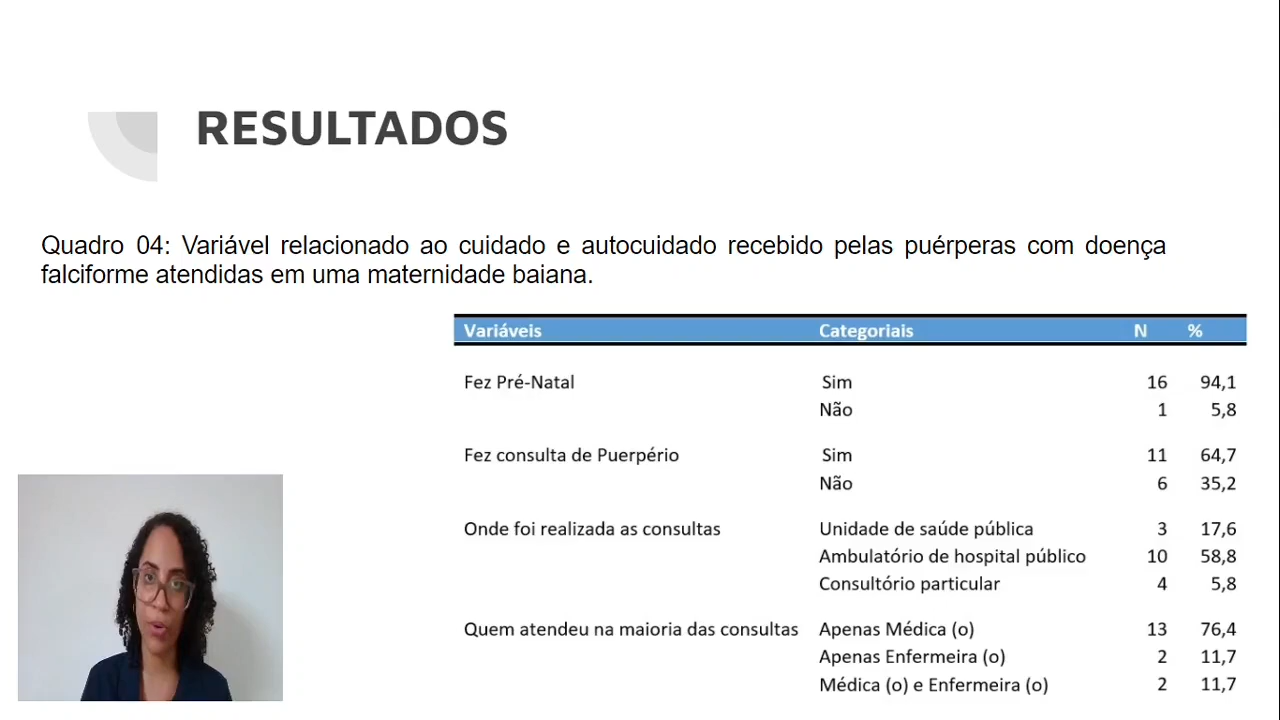 RESULTADOS
Quadro 04: Variável relacionado ao cuidado e autocuidado recebido pelas puérperas com doença
falciforme atendidas em uma maternidade baiana.
Variáveis Categoriais N %
Fez Pré-Natal Sim 16 94,1
Não 1 5,8
Fez consulta de Puerpério Sim 11 64,7
Não 6 35,2
Onde foi realizada as consultas Unidade de saúde pública 3 17,6
Ambulatório de hospital público 10 58,8
Consultório particular 4 5,8
Quem atendeu na maioria das consultas Apenas Médica (o) 13 76,4
Apenas Enfermeira (o) 2 11,7
Médica (o) e Enfermeira (o) 2 11,7